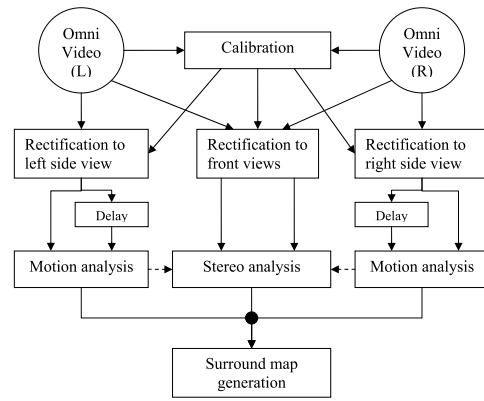 Omni
Video
(L)
Calibration
Omni
Video
(R)
Rectification to
left side view
Rectification to
front views
Rectification to
right side view
Delay
Delay
Motion analysis
Stereo analysis
Motion analysis
Surround map
generation